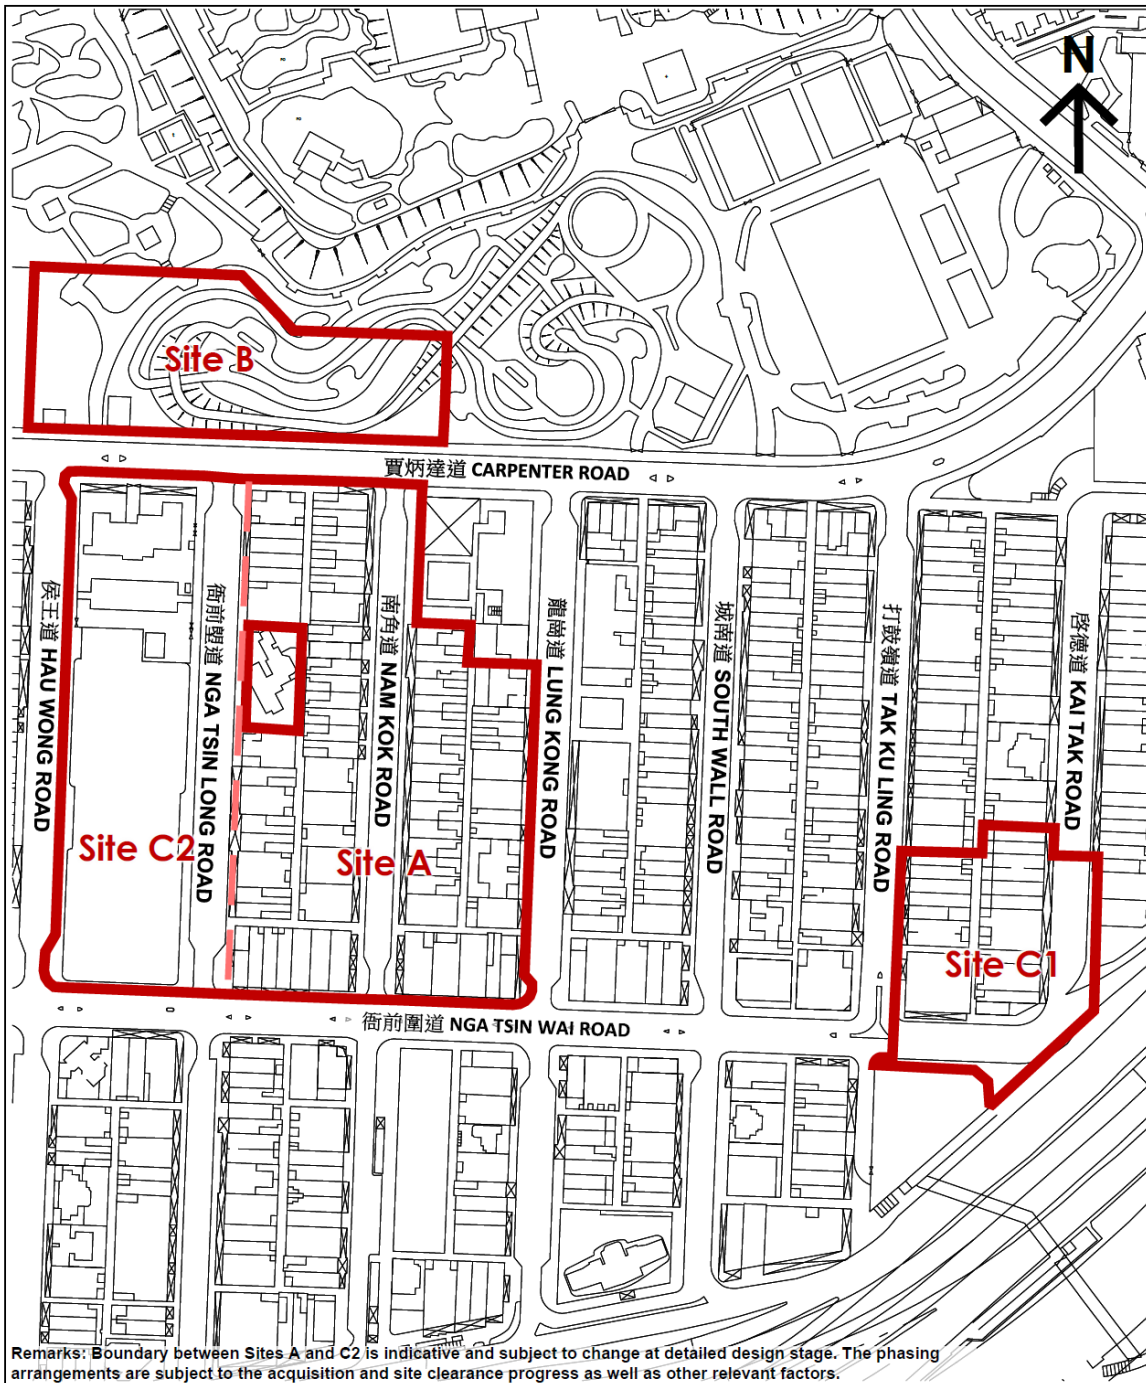 N
Site B
賈炳達道 CARPENTER ROAD
侯王道 HAU WONG ROAD
衙前塱道 NGA TSIN LONG ROAD
南角道 NAM KOK ROAD
龍崗道 LUNG KONG ROAD
城南道 SOUTH WALL ROAD
打鼓嶺道 TAK KU LING ROAD
啓德道 KAI TAK ROAD
Site C2
Site A
Site C1
衙前圍道 NGA TSIN WAI ROAD
Remarks: Boundary between Sites A and C2 is indicative and subject to change at detailed design stage. The phasing
arrangements are subject to the acquisition and site clearance progress as well as other relevant factors.